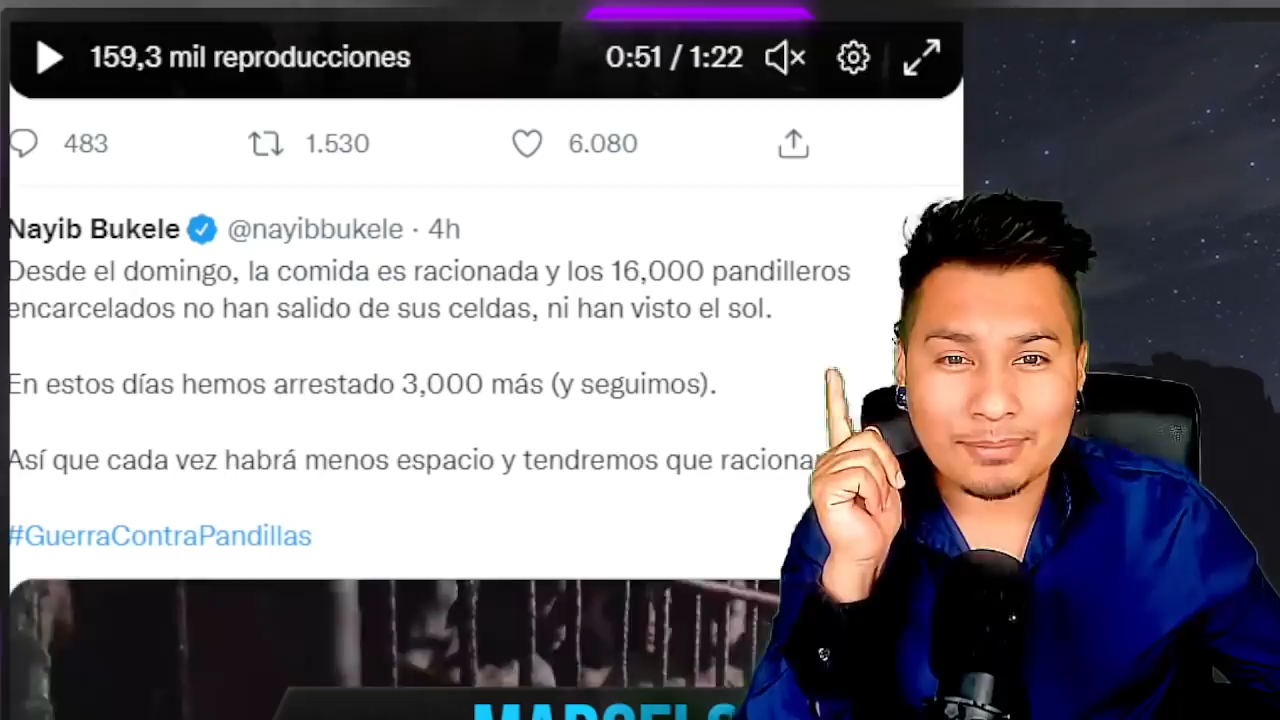 159,3 mil reproducciones 0:51 / 1:22
483 1.530 6.080
Nayib Bukele @nayibbukele · 4h
Desde el domingo, la comida es racionada y los 16,000 pandilleros
encarcelados no han salido de sus celdas, ni han visto el sol.
En estos días hemos arrestado 3,000 más (y seguimos).
Así que cada vez habrá menos espacio y tendremos que
#GuerraContraPandillas